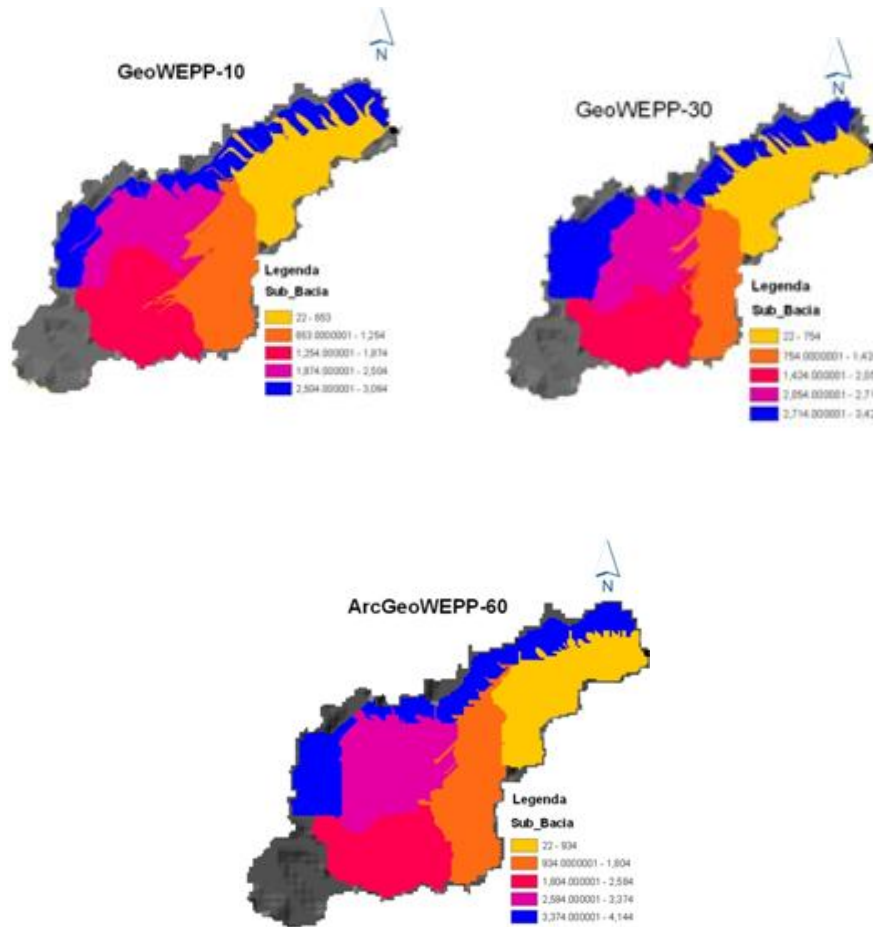 N
GeoWEPP-10
N
GeoWEPP-30
Legenda
Sub_Bacia
22 - 653
653.0000001 - 1,254
1,254.000001 - 1,874
1,874.000001 - 2,504
2,504.000001 - 3,064
Legenda
Sub_Bacia
22 - 754
754.0000001 - 1,42
1,424.000001 - 2,05
2,054.000001 - 2,71
2,714.000001 - 3,42
N
ArcGeoWEPP-60
Legenda
Sub_Bacia
22 - 934
934.0000001 - 1,804
1,804.000001 - 2,584
2,584.000001 - 3,374
3,374.000001 - 4,144